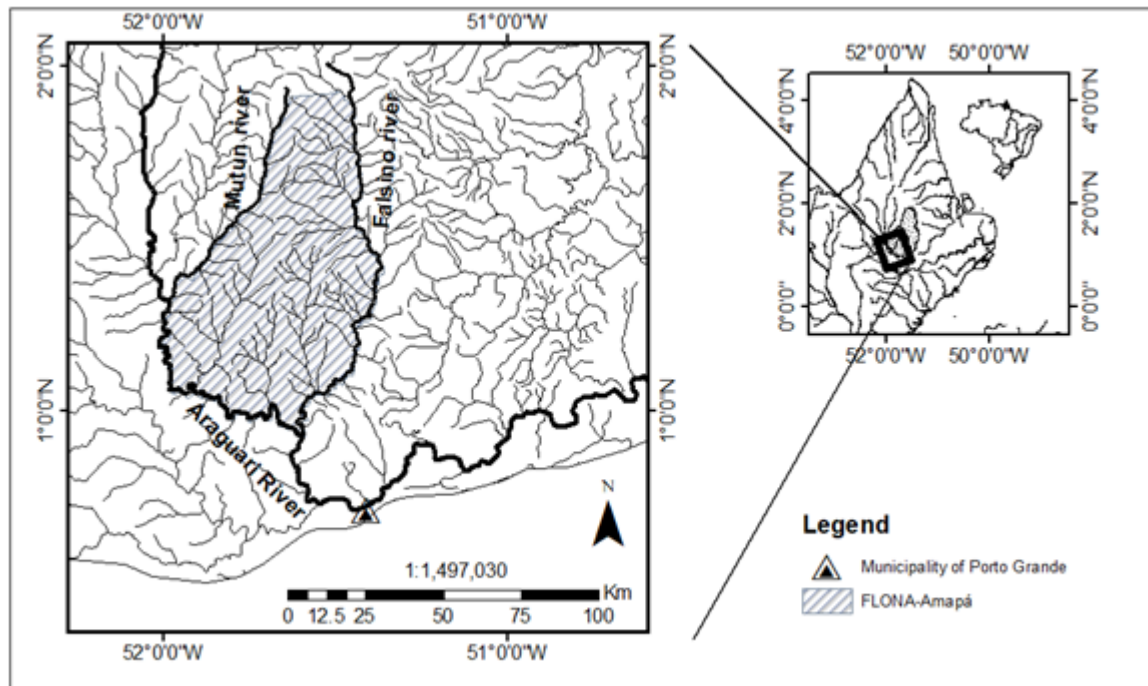 52°0'0"W
51°0'0"W
2°0'0"N
2°0'0"N
Mutun river
Falsino river
1°0'0"N
1°0'0"N
Araguari River
N
1:1,497,030
Km
0 12.5 25 50 75 100
52°0'0"W
51°0'0"W
52°0'0"W
50°0'0"W
4°0'0"N
4°0'0"N
2°0'0"N
2°0'0"N
0°0'0"
0°0'0"
52°0'0"W
50°0'0"W
Legend
Municipality of Porto Grande
FLONA-Amapá